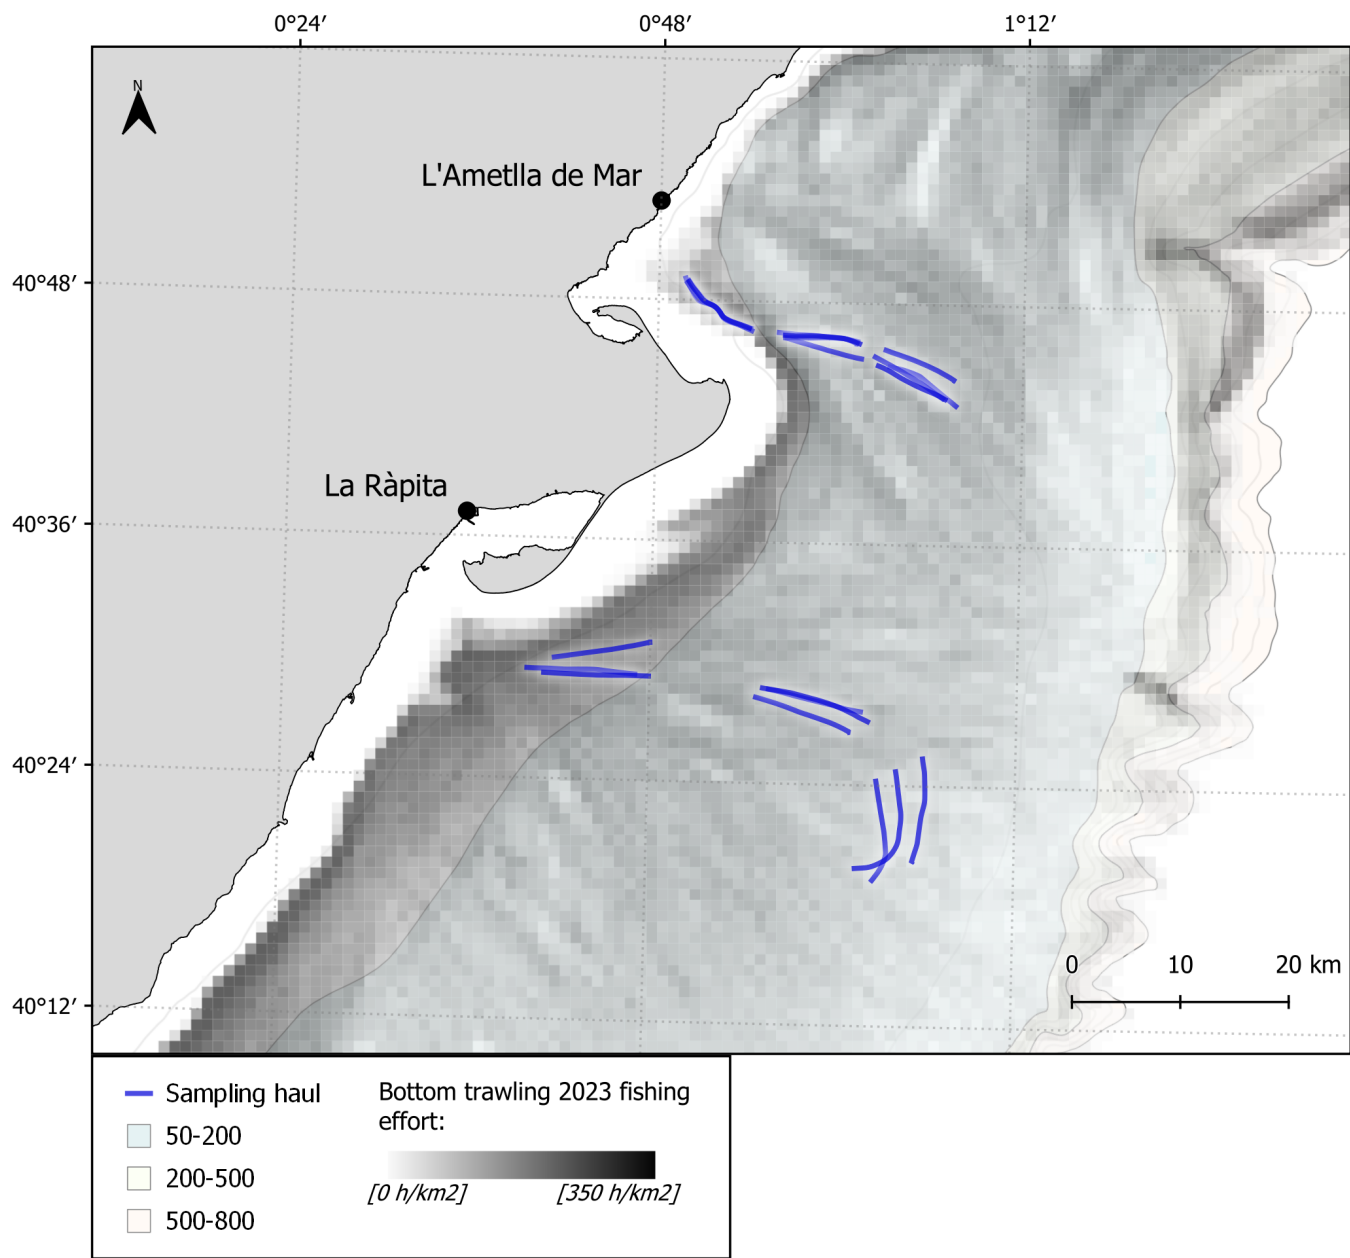 0°24′ 0°48′ 1°12′
N
L'Ametlla de Mar
40°48′
La Ràpita
40°36′
40°24′
0 10 20 km
40°12′
Sampling haul
50-200
200-500
500-800
Bottom trawling 2023 fishing
effort:
[0 h/km2] [350 h/km2]